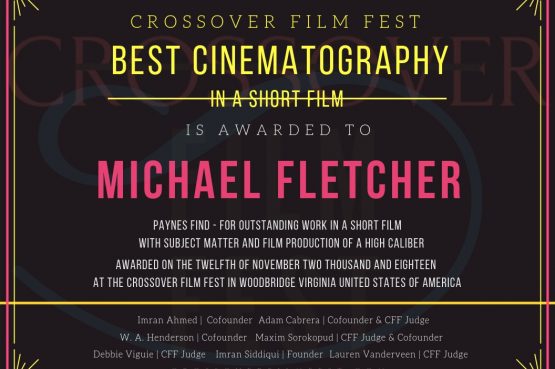 CROSSOVER FILM FEST
BEST CINEMATOGRAPHY
IN A SHORT FILM
IS AWARDED TO
MICHAEL FLETCHER
PAYNES FIND - FOR OUTSTANDING WORK IN A SHORT FILM
WITH SUBJECT MATTER AND FILM PRODUCTION OF A HIGH CALIBER
AWARDED ON THE TWELFTH OF NOVEMBER TWO THOUSAND AND EIGHTEEN
AT THE CROSSOVER FILM FEST IN WOODBRIDGE VIRGINIA UNITED STATES OF AMERICA
Imran Ahmed | Cofounder Adam Cabrera | Cofounder & CFF Judge
W. A. Henderson | Cofounder Maxim Sorokopud | CFF Judge & Cofounder
Debbie Viguie | CFF Judge Imran Siddiqui | Founder Lauren Vanderveen | CFF Judge
CROSSOVER
FILM